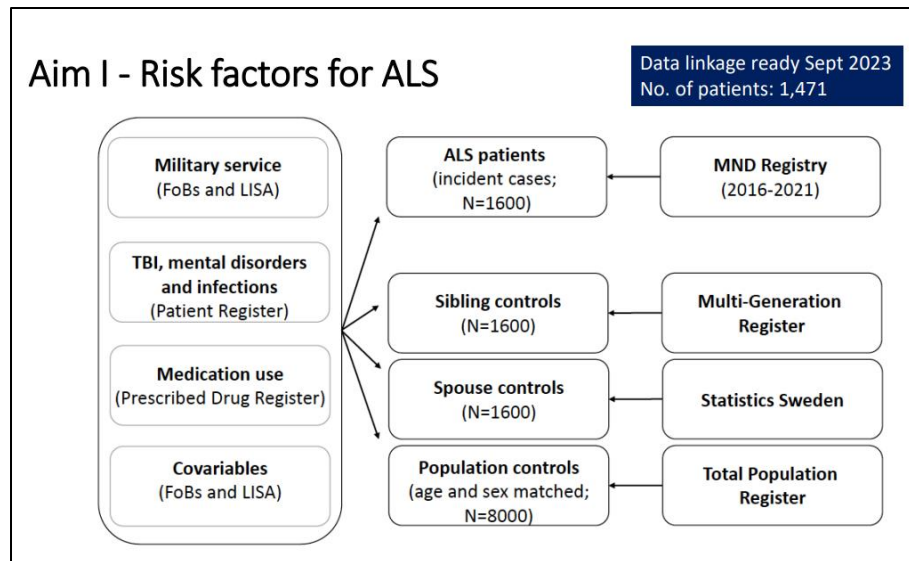 Aim I - Risk factors for ALS
Data linkage ready Sept 2023
No. of patients: 1,471
Military service
(FoBs and LISA)
TBI, mental disorders
and infections
(Patient Register)
Medication use
(Prescribed Drug Register)
Covariables
(FoBs and LISA)
ALS patients
(incident cases;
N=1600)
Sibling controls
(N=1600)
Spouse controls
(N=1600)
Population controls
(age and sex matched;
N=8000)
MND Registry
(2016-2021)
Multi-Generation
Register
Statistics Sweden
Total Population
Register